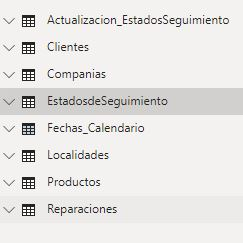 Actualizacion_EstadosSeguimiento
Clientes
Companias
EstadosdeSeguimiento
Fechas_Calendario
Localidades
Productos
Reparaciones